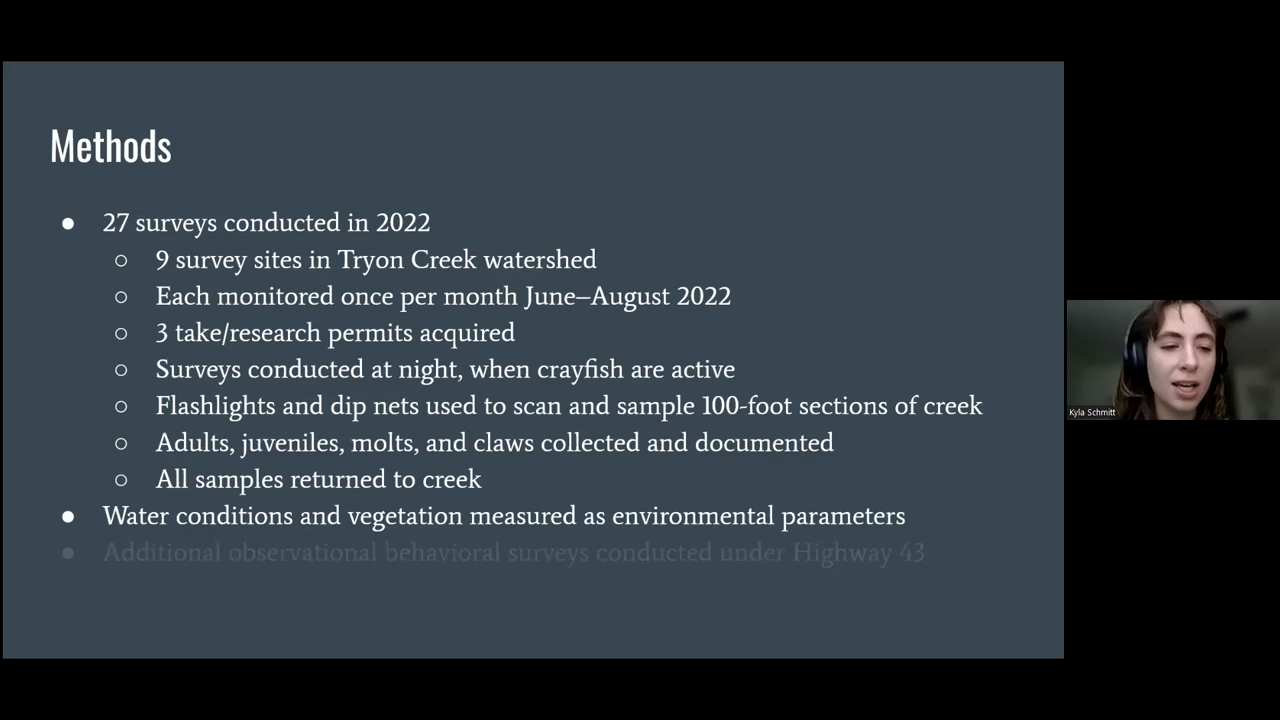 Methods
● 27 surveys conducted in 2022
○ 9 survey sites in Tryon Creek watershed
○ Each monitored once per month June–August 2022
○ 3 take/research permits acquired
○ Surveys conducted at night, when crayfish are active
○ Flashlights and dip nets used to scan and sample 100-foot sections of creek
○ Adults, juveniles, molts, and claws collected and documented
○ All samples returned to creek
● Water conditions and vegetation measured as environmental parameters
● Additional observational behavioral surveys conducted under Highway 43
Kyla Schmitt